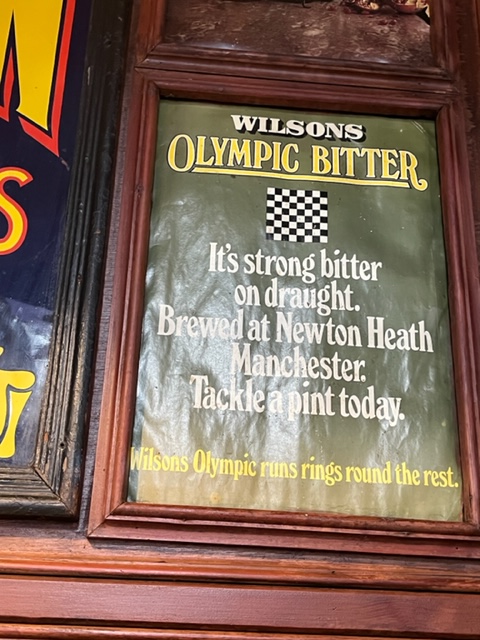 WILSONS
OLYMPIC BITTER
It's strong bitter
on draught.
Brewed at Newton Heath
Manchester.
Tackle a pint today.
Wilsons Olympic runs rings round the rest.